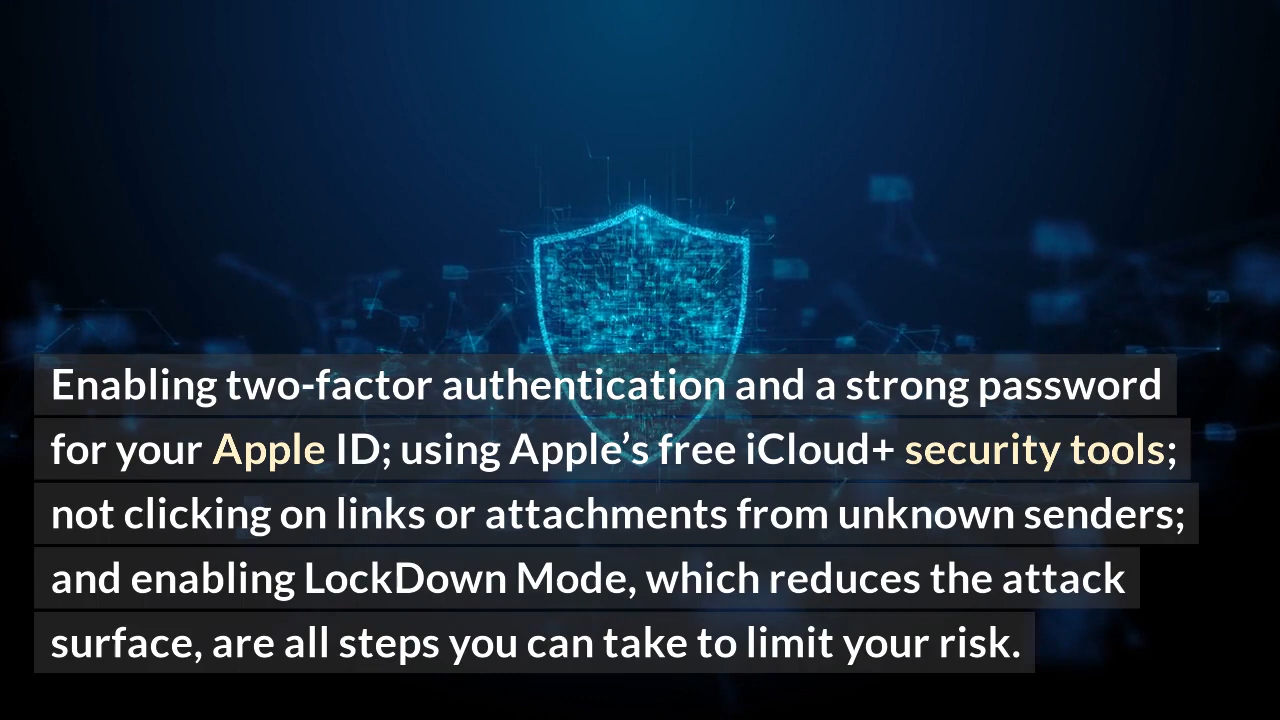 Enabling two-factor authentication and a strong password
for your Apple ID; using Apple’s free iCloud+ security tools;
not clicking on links or attachments from unknown senders;
and enabling LockDown Mode, which reduces the attack
surface, are all steps you can take to limit your risk.